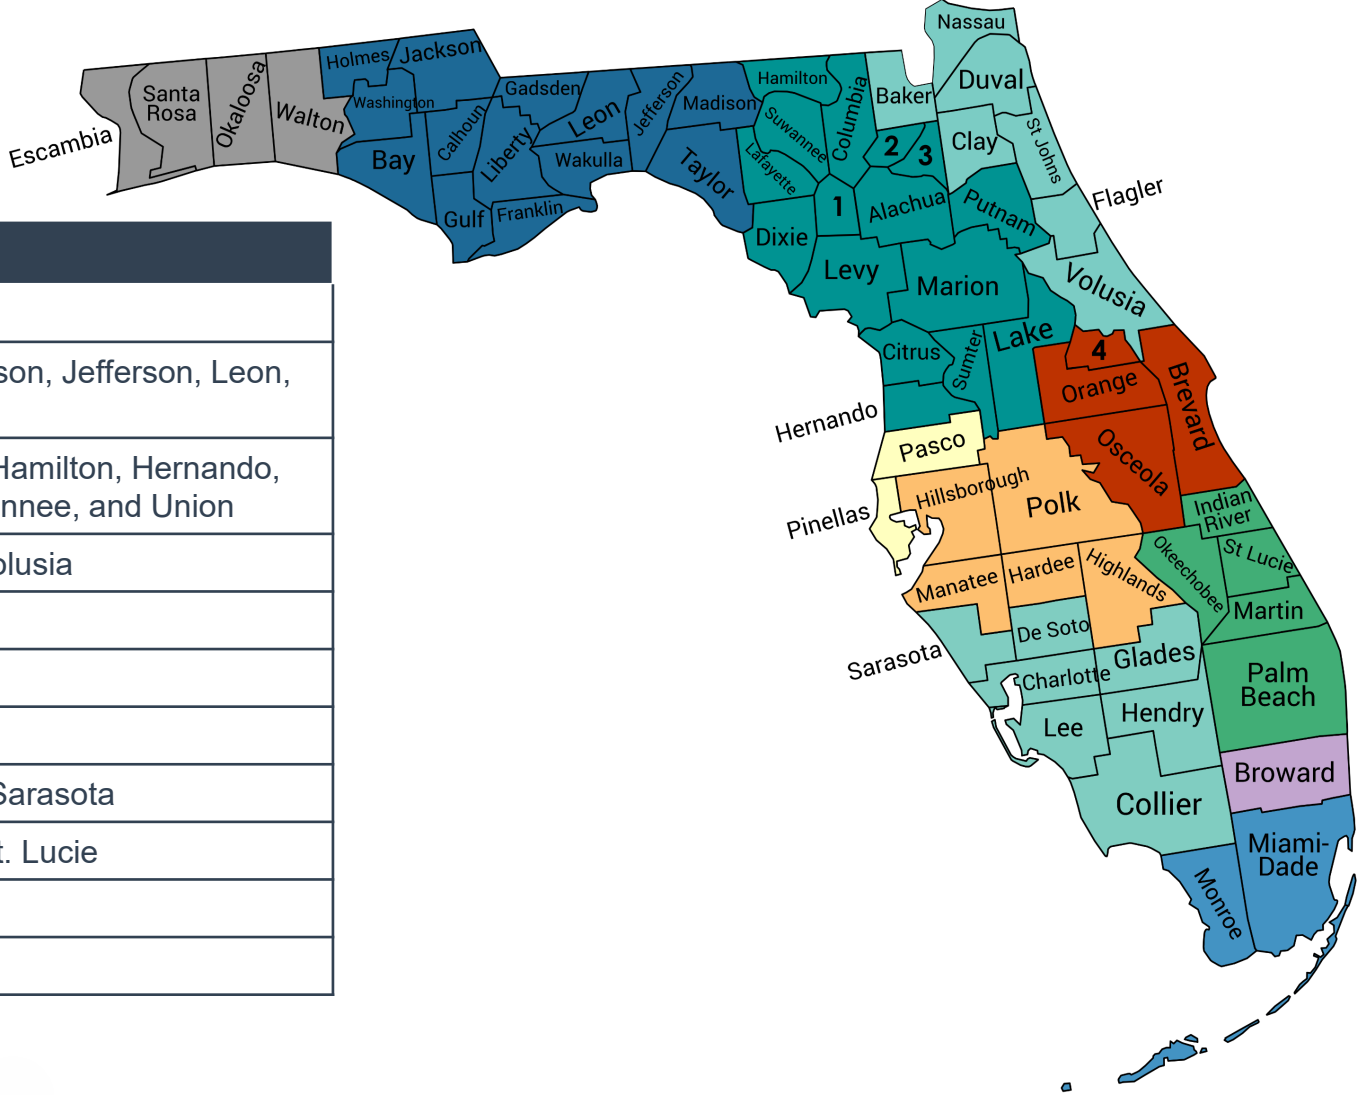 Nassau
Holmes
Jackson
Santa
Rosa
Okaloosa
Walton
Washington
Escambia
Bay
Calhoun
Liberty
Gadsden
Leon
Jefferson
Madison
Wakulla
Taylor
Gulf
Franklin
Hamilton
Suwannee
Columbia
Lafayette
Baker
Duval
2
3
Clay
St Johns
1
Alachua
Putnam
Flagler
Dixie
Levy
Marion
Volusia
Citrus
Sumter
Lake
4
Orange
Brevard
Hernando
Pasco
Osceola
Hillsborough
Polk
Pinellas
Indian
River
Manatee
Hardee
Highlands
Okeechobee
St Lucie
Martin
De Soto
Sarasota
Glades
Charlotte
Palm
Beach
Lee
Hendry
Broward
Collier
Miami-
Dade
Monroe
son, Jefferson, Leon,
Hamilton, Hernando,
nnee, and Union
olusia
Sarasota
t. Lucie